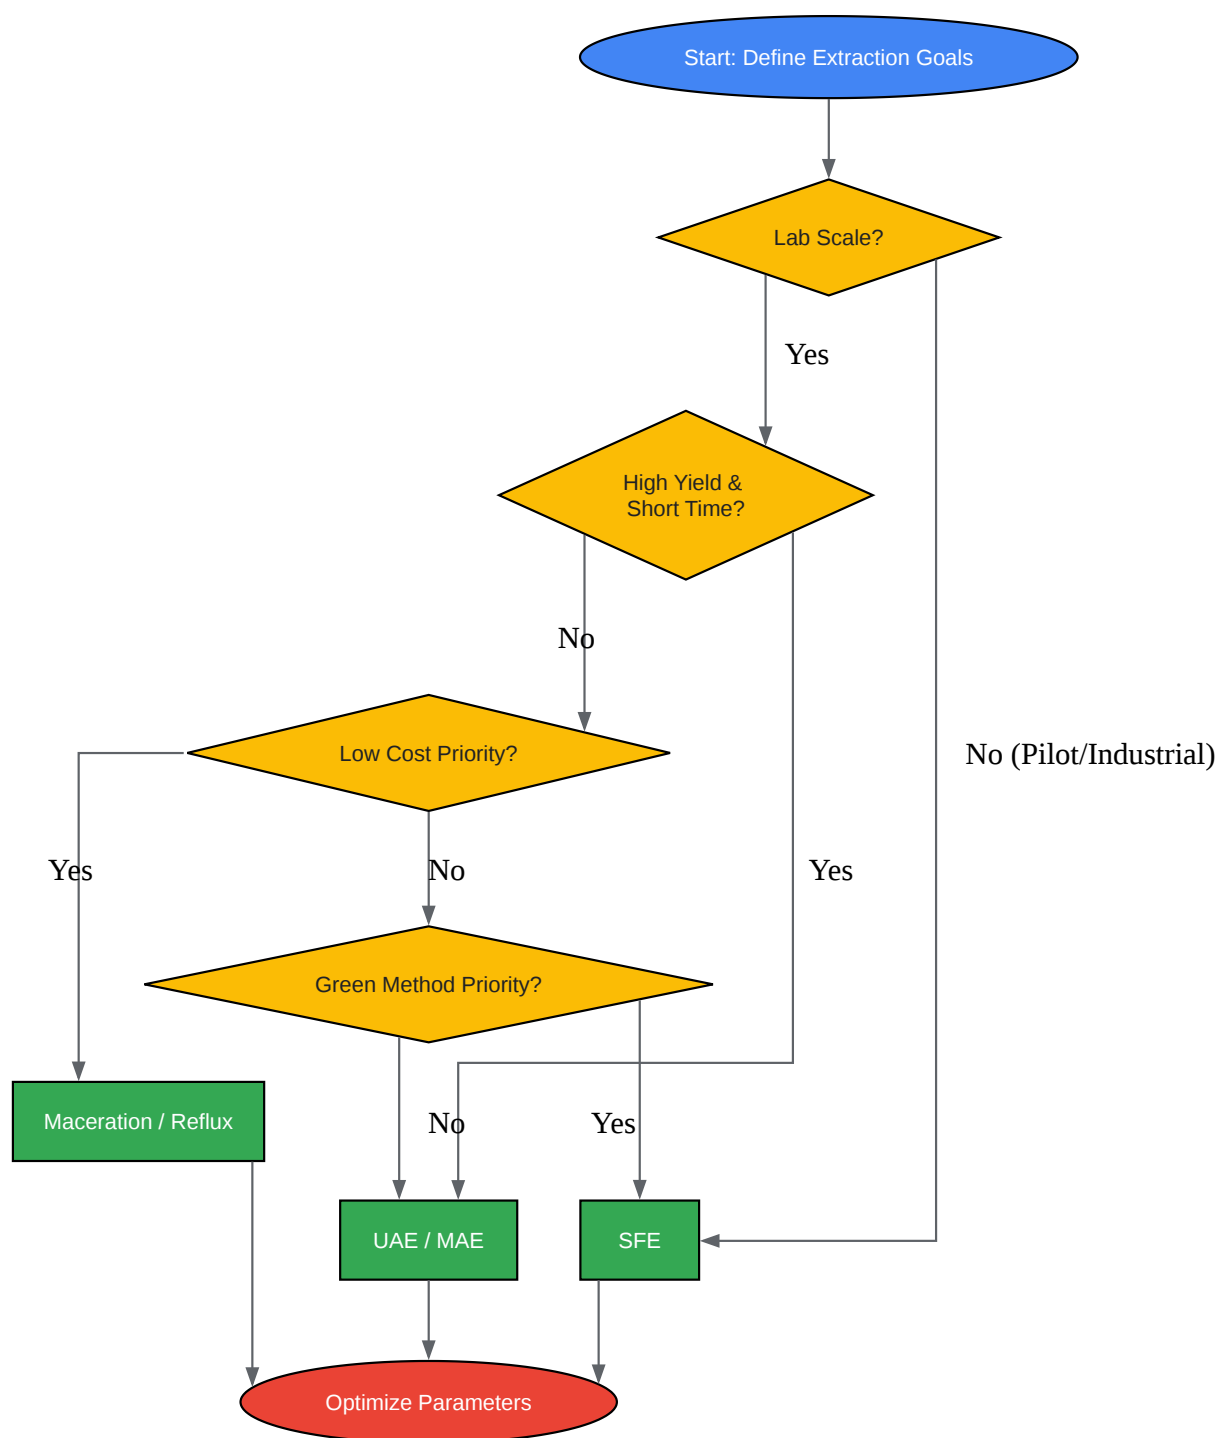 Start: Define Extraction Goals
Lab Scale?
Yes
High Yield &
Short Time?
No
Low Cost Priority?
No (Pilot/Industrial)
Yes
No
Yes
Green Method Priority?
Maceration / Reflux
No
Yes
UAE / MAE
SFE
Optimize Parameters